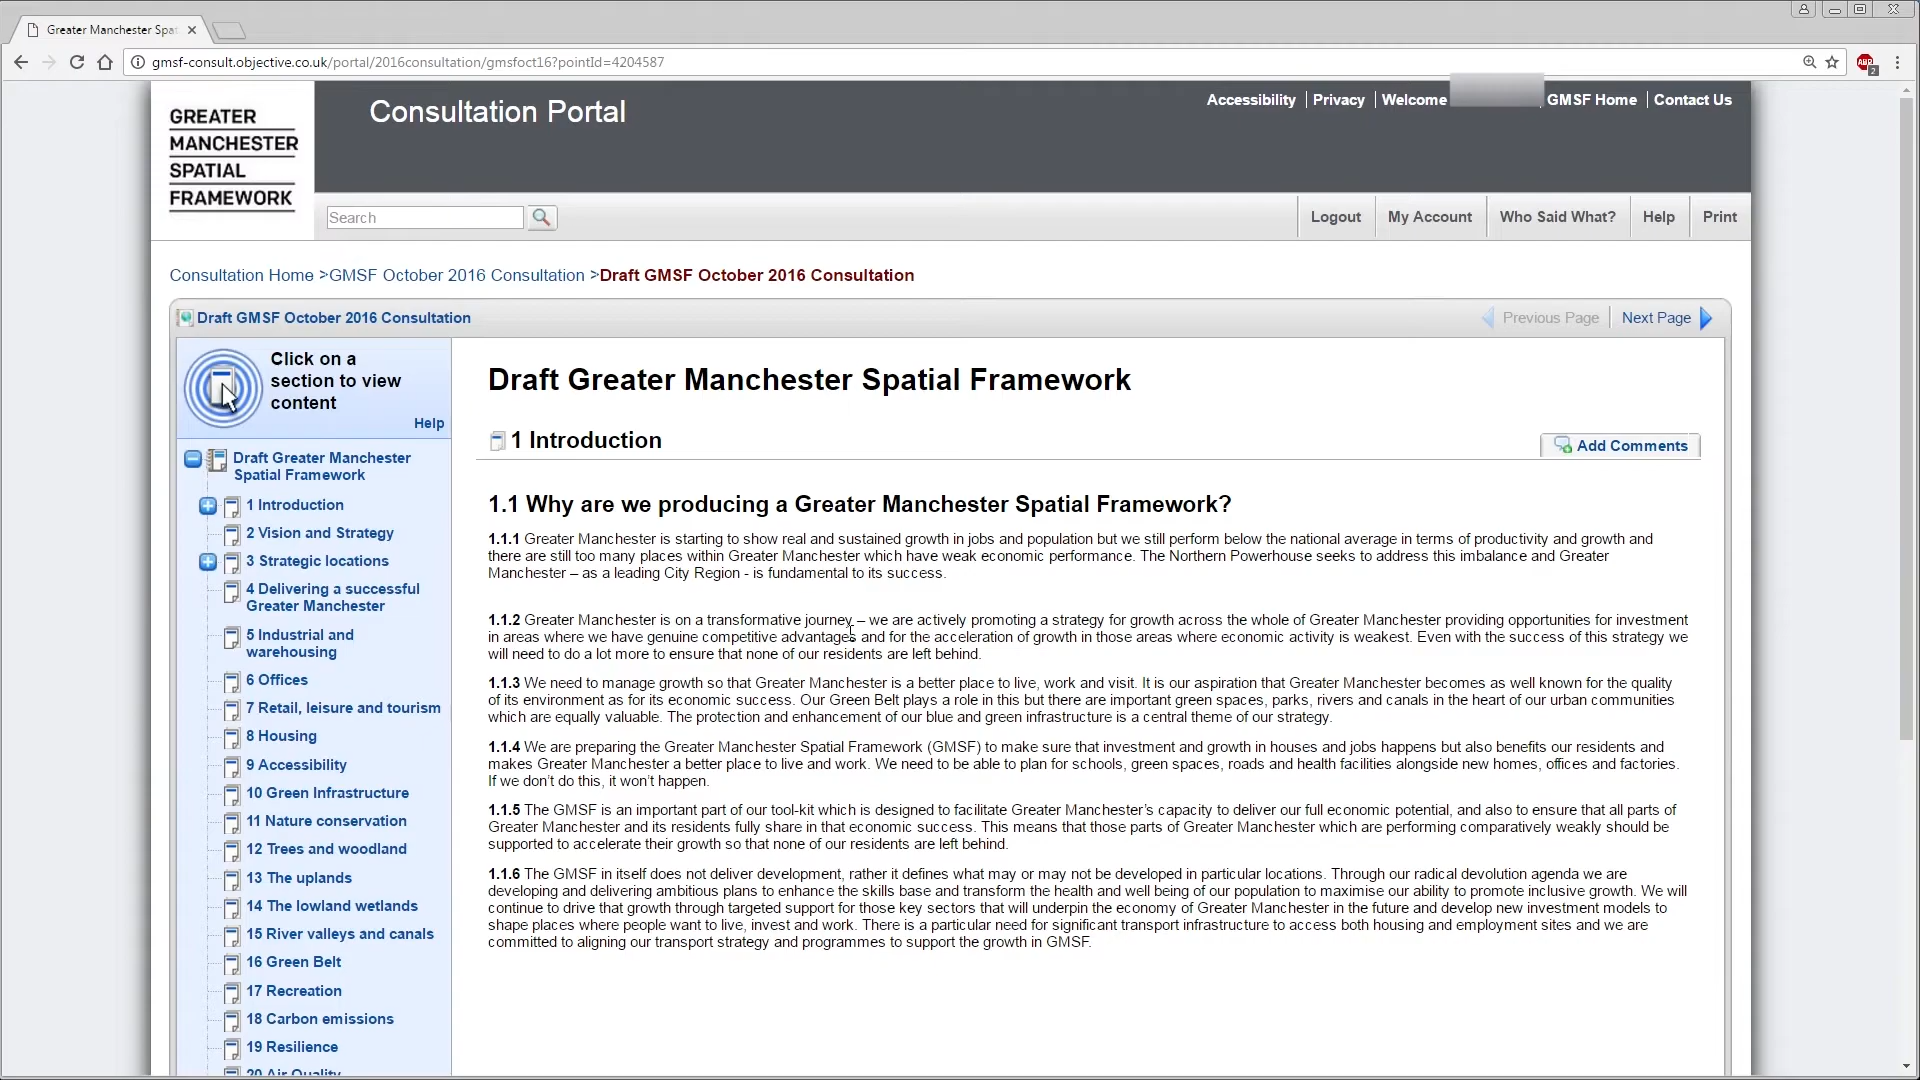 Greater Manchester Spat
gmsf-consult.objective.co.uk/portal/2016consultation/gmsfoct16?pointId=4204587
ABP
2
GREATER
MANCHESTER
SPATIAL
FRAMEWORK
Consultation Portal
Accessibility Privacy Welcome GMSF Home Contact Us
Search
Logout My Account Who Said What? Help Print
Consultation Home >GMSF October 2016 Consultation >Draft GMSF October 2016 Consultation
Draft GMSF October 2016 Consultation
Previous Page Next Page
Click on a
section to view
content
Help
Draft Greater Manchester
Spatial Framework
1 Introduction
2 Vision and Strategy
3 Strategic locations
4 Delivering a successful
Greater Manchester
5 Industrial and
warehousing
6 Offices
7 Retail, leisure and tourism
8 Housing
9 Accessibility
10 Green Infrastructure
11 Nature conservation
12 Trees and woodland
13 The uplands
14 The lowland wetlands
15 River valleys and canals
16 Green Belt
17 Recreation
18 Carbon emissions
19 Resilience
20 Air Quality
Draft Greater Manchester Spatial Framework
1 Introduction
Add Comments
1.1 Why are we producing a Greater Manchester Spatial Framework?
1.1.1 Greater Manchester is starting to show real and sustained growth in jobs and population but we still perform below the national average in terms of productivity and growth and
there are still too many places within Greater Manchester which have weak economic performance. The Northern Powerhouse seeks to address this imbalance and Greater
Manchester – as a leading City Region - is fundamental to its success.
1.1.2 Greater Manchester is on a transformative journey – we are actively promoting a strategy for growth across the whole of Greater Manchester providing opportunities for investment
in areas where we have genuine competitive advantages and for the acceleration of growth in those areas where economic activity is weakest. Even with the success of this strategy we
will need to do a lot more to ensure that none of our residents are left behind.
1.1.3 We need to manage growth so that Greater Manchester is a better place to live, work and visit. It is our aspiration that Greater Manchester becomes as well known for the quality
of its environment as for its economic success. Our Green Belt plays a role in this but there are important green spaces, parks, rivers and canals in the heart of our urban communities
which are equally valuable. The protection and enhancement of our blue and green infrastructure is a central theme of our strategy.
1.1.4 We are preparing the Greater Manchester Spatial Framework (GMSF) to make sure that investment and growth in houses and jobs happens but also benefits our residents and
makes Greater Manchester a better place to live and work. We need to be able to plan for schools, green spaces, roads and health facilities alongside new homes, offices and factories.
If we don't do this, it won't happen.
1.1.5 The GMSF is an important part of our tool-kit which is designed to facilitate Greater Manchester's capacity to deliver our full economic potential, and also to ensure that all parts of
Greater Manchester and its residents fully share in that economic success. This means that those parts of Greater Manchester which are performing comparatively weakly should be
supported to accelerate their growth so that none of our residents are left behind.
1.1.6 The GMSF in itself does not deliver development, rather it defines what may or may not be developed in particular locations. Through our radical devolution agenda we are
developing and delivering ambitious plans to enhance the skills base and transform the health and well being of our population to maximise our ability to promote inclusive growth. We will
continue to drive that growth through targeted support for those key sectors that will underpin the economy of Greater Manchester in the future and develop new investment models to
shape places where people want to live, invest and work. There is a particular need for significant transport infrastructure to access both housing and employment sites and we are
committed to aligning our transport strategy and programmes to support the growth in GMSF.